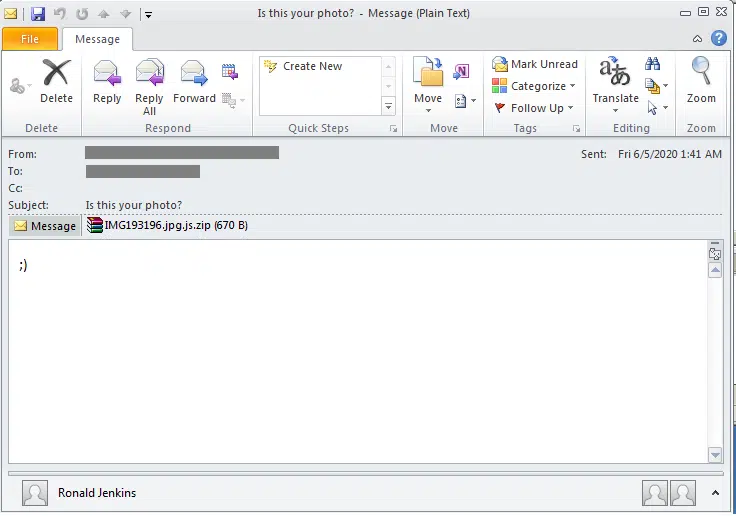 Is this your photo? - Message (Plain Text)
File Message
Delete Reply Reply All Forward Create New Move Mark Unread Categorize Follow Up Translate Zoom
Delete Respond Quick Steps Move Tags Editing Zoom
From: Sent: Fri 6/5/2020 1:41 AM
To:
Cc:
Subject: Is this your photo?
Message IMG193196.jpg.js.zip (670 B)
;)
Ronald Jenkins